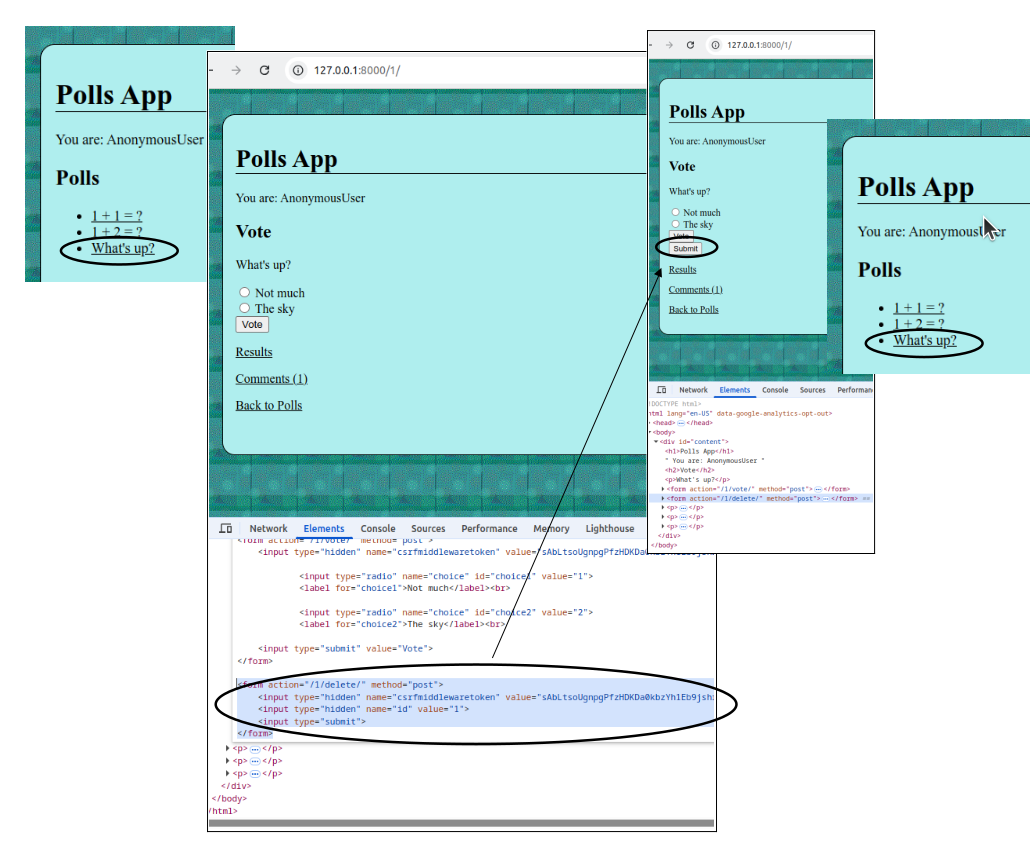 Polls App
You are: AnonymousUser
Polls
1 + 1 = ?
1 + 2 = ?
What's up?
127.0.0.1:8000/1/
Polls App
You are: AnonymousUser
Vote
What's up?
Not much
The sky
Vote
Results
Comments (1)
Back to Polls
Network Elements Console Sources Performance Memory Lighthouse
<form action="/1/vote/" method="post">
<input type="hidden" name="csrfmiddlewaretoken" value="sAbLtsoUgnpgPfzHDKDa
<input type="radio" name="choice" id="choice1" value="1">
<label for="choice1">Not much</label><br>
<input type="radio" name="choice" id="choice2" value="2">
<label for="choice2">The sky</label><br>
<input type="submit" value="Vote">
</form>
<form action="/1/delete/" method="post">
<input type="hidden" name="csrfmiddlewaretoken" value="sAbLtsoUgnpgPfzHDKDa0kbzYh1Eb9jsh
<input type="hidden" name="id" value="1">
<input type="submit">
</form>
<p> … </p>
<p> … </p>
<p> … </p>
</div>
</body>
/html>
127.0.0.1:8000/1/
Polls App
You are: AnonymousUser
Vote
What's up?
Not much
The sky
Vote
Submit
Results
Comments (1)
Back to Polls
Network Elements Console Sources Performan
!DOCTYPE html>
html lang="en-US" data-google-analytics-opt-out>
<head> … </head>
<body>
<div id="content">
<h1>Polls App</h1>
" You are: AnonymousUser "
<h2>Vote</h2>
<p>What's up?</p>
<form action="/1/vote/" method="post"> … </form>
<form action="/1/delete/" method="post"> … </form> ==
<p> … </p>
<p> … </p>
<p> … </p>
</div>
</body>
Polls App
You are: AnonymousUser
Polls
1 + 1 = ?
1 + 2 = ?
What's up?